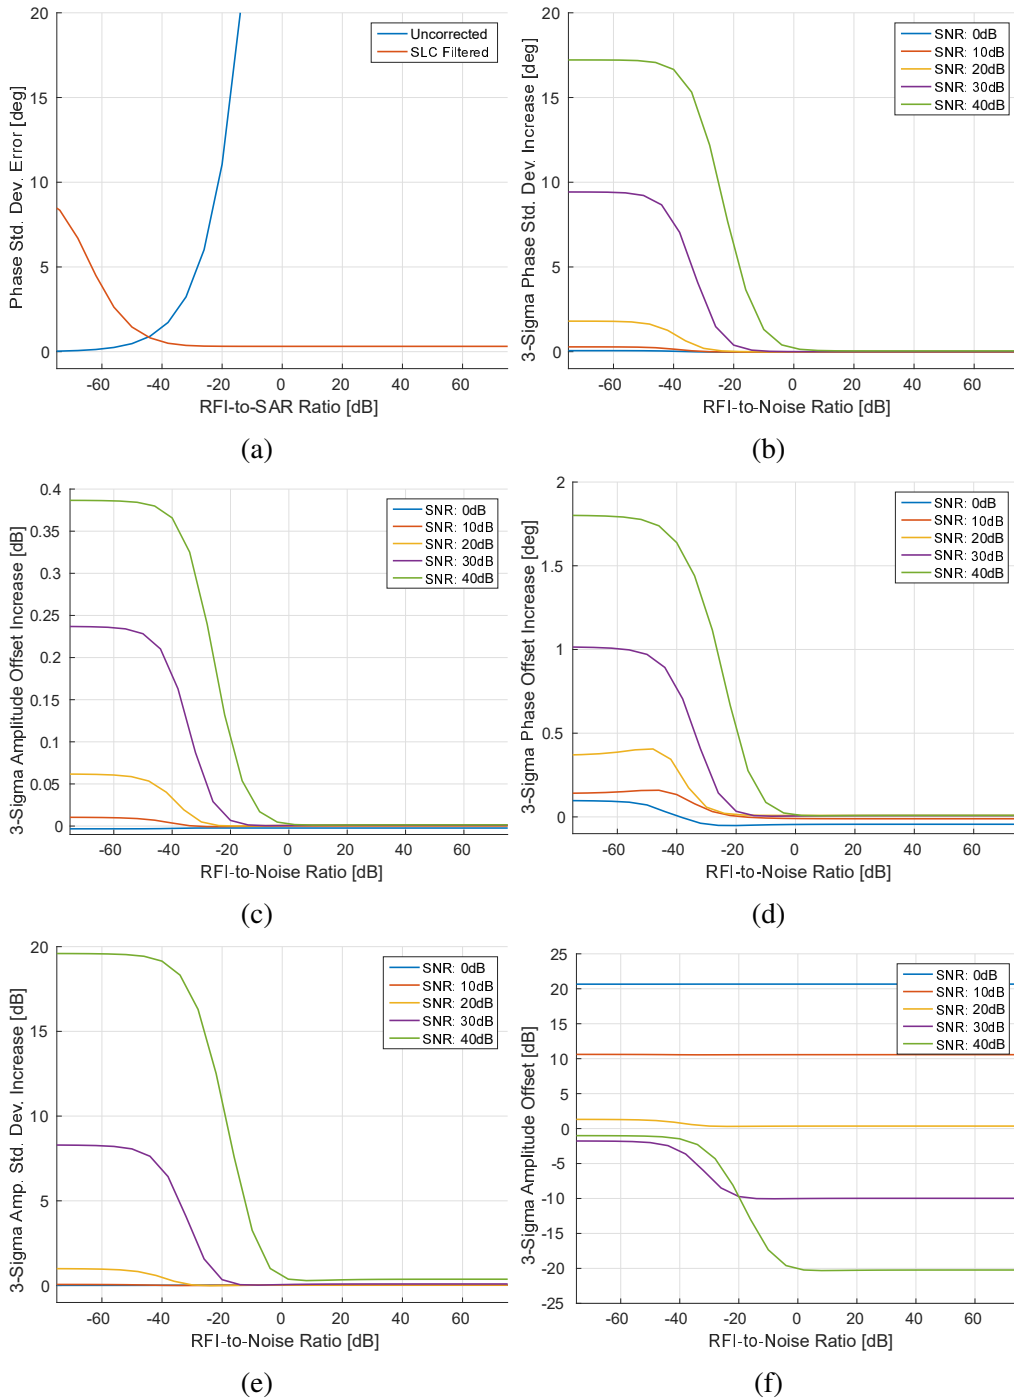 Phase Std. Dev. Error [deg]
20
15
10
5
0
Uncorrected
SLC Filtered
-60 -40 -20 0 20 40 60
RFI-to-SAR Ratio [dB]
(a)
3-Sigma Phase Std. Dev. Increase [deg]
20
15
10
5
0
SNR: 0dB
SNR: 10dB
SNR: 20dB
SNR: 30dB
SNR: 40dB
-60 -40 -20 0 20 40 60
RFI-to-Noise Ratio [dB]
(b)
3-Sigma Amplitude Offset Increase [dB]
0.4
0.35
0.3
0.25
0.2
0.15
0.1
0.05
0
SNR: 0dB
SNR: 10dB
SNR: 20dB
SNR: 30dB
SNR: 40dB
-60 -40 -20 0 20 40 60
RFI-to-Noise Ratio [dB]
(c)
3-Sigma Phase Offset Increase [deg]
2
1.5
1
0.5
0
SNR: 0dB
SNR: 10dB
SNR: 20dB
SNR: 30dB
SNR: 40dB
-60 -40 -20 0 20 40 60
RFI-to-Noise Ratio [dB]
(d)
3-Sigma Amp. Std. Dev. Increase [dB]
20
15
10
5
0
SNR: 0dB
SNR: 10dB
SNR: 20dB
SNR: 30dB
SNR: 40dB
-60 -40 -20 0 20 40 60
RFI-to-Noise Ratio [dB]
(e)
3-Sigma Amplitude Offset [dB]
25
20
15
10
5
0
-5
-10
-15
-20
-25
SNR: 0dB
SNR: 10dB
SNR: 20dB
SNR: 30dB
SNR: 40dB
-60 -40 -20 0 20 40 60
RFI-to-Noise Ratio [dB]
(f)